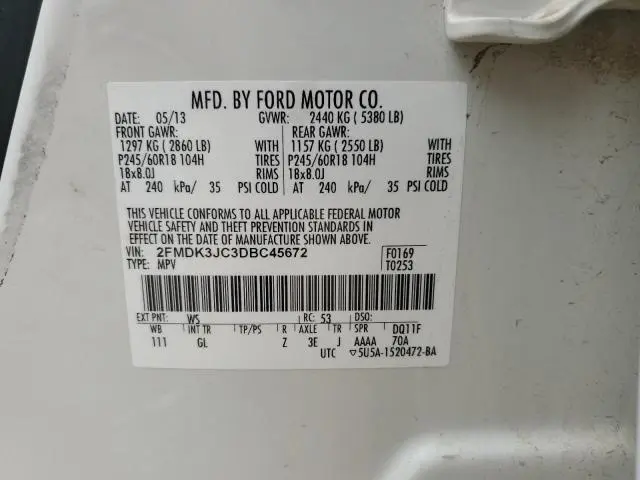 MFD. BY FORD MOTOR CO.
DATE: 05/13 GVWR: 2440 KG ( 5380 LB)
FRONT GAWR: REAR GAWR:
1297 KG ( 2860 LB) WITH 1157 KG ( 2550 LB) WITH
P245/60R18 104H TIRES P245/60R18 104H TIRES
18x8.0J RIMS 18x8.0J RIMS
AT 240 kPa/ 35 PSI COLD AT 240 kPa/ 35 PSI COLD
THIS VEHICLE CONFORMS TO ALL APPLICABLE FEDERAL MOTOR
VEHICLE SAFETY AND THEFT PREVENTION STANDARDS IN
EFFECT ON THE DATE OF MANUFACTURE SHOWN ABOVE.
VIN: 2FMDK3JC3DBC45672 F0169
TYPE: MPV T0253
EXT PNT: WS RC: 53 DSO:
WB INT TR TP/PS R AXLE TR SPR DQ11F
111 GL Z 3E J AAAA 70A
UTC ▽5U5A-1520472-BA